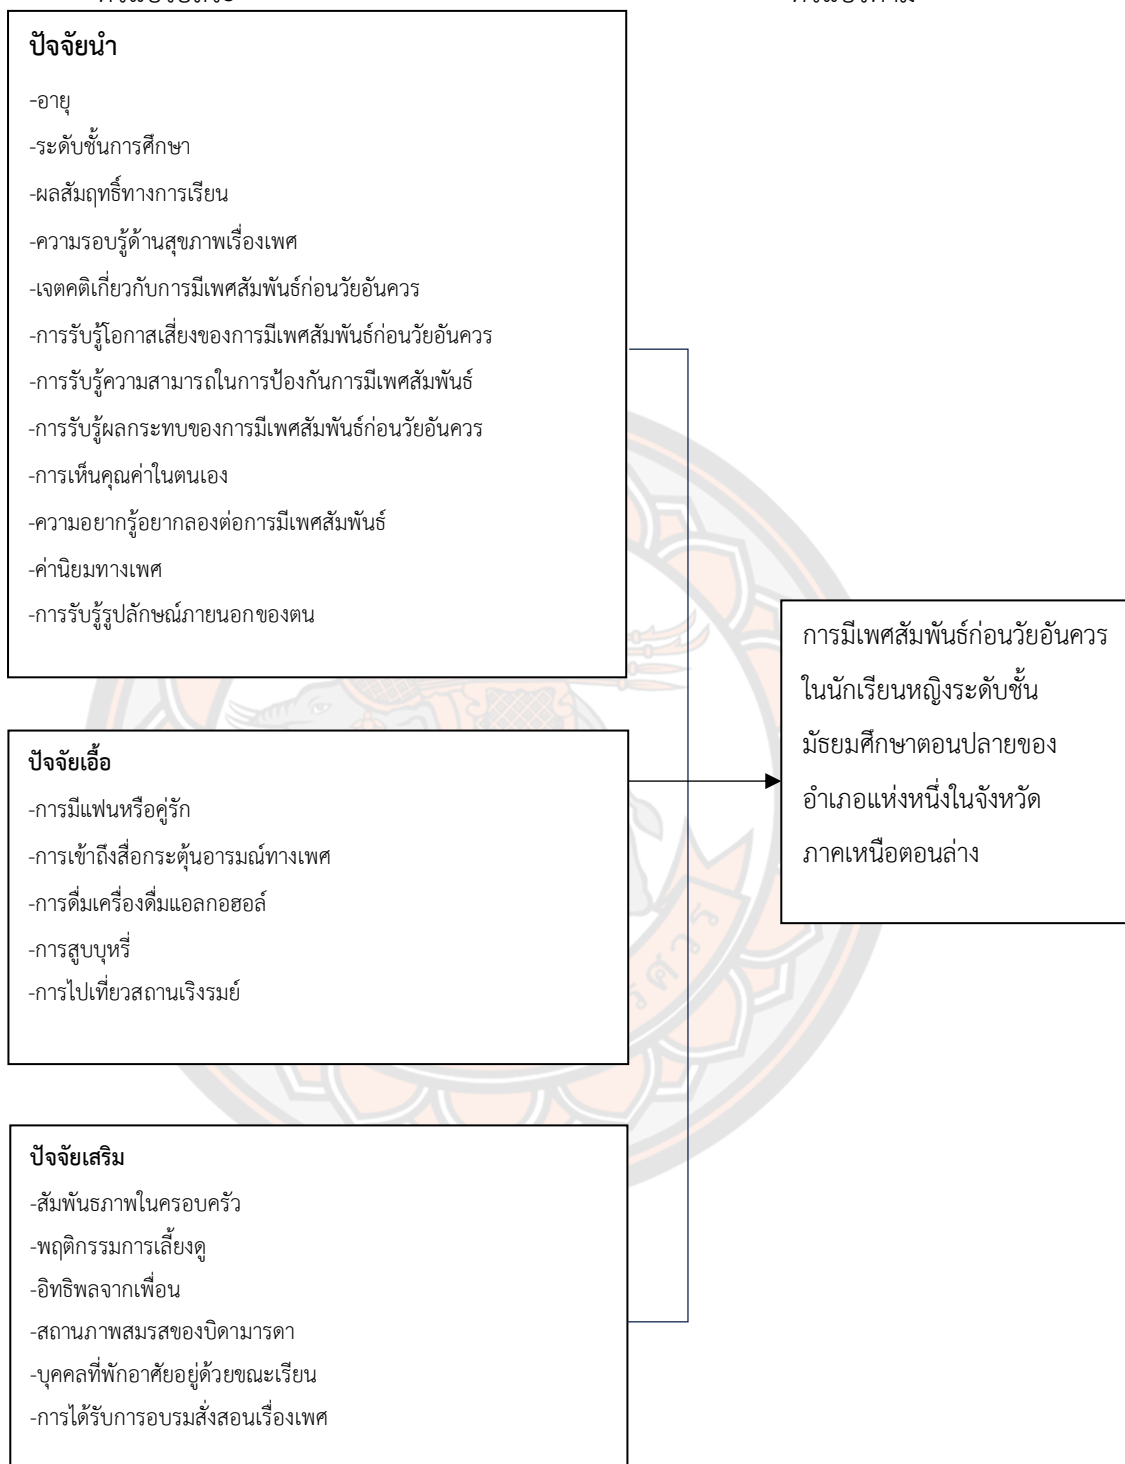 ปัจจัยนำ
-อายุ
-ระดับชั้นการศึกษา
-ผลสัมฤทธิ์ทางการเรียน
-ความรอบรู้ด้านสุขภาพเรื่องเพศ
-เจตคติเกี่ยวกับการมีเพศสัมพันธ์ก่อนวัยอันควร
-การรับรู้โอกาสเสี่ยงของการมีเพศสัมพันธ์ก่อนวัยอันควร
-การรับรู้ความสามารถในการป้องกันการมีเพศสัมพันธ์
-การรับรู้ผลกระทบของการมีเพศสัมพันธ์ก่อนวัยอันควร
-การเห็นคุณค่าในตนเอง
-ความอยากรู้อยากลองต่อการมีเพศสัมพันธ์
-ค่านิยมทางเพศ
-การรับรู้รูปลักษณ์ภายนอกของตน
ปัจจัยเอื้อ
-การมีแฟนหรือคู่รัก
-การเข้าถึงสื่อกระตุ้นอารมณ์ทางเพศ
-การดื่มเครื่องดื่มแอลกอฮอล์
-การสูบบุหรี่
-การไปเที่ยวสถานเริงรมย์
ปัจจัยเสริม
-สัมพันธภาพในครอบครัว
-พฤติกรรมการเลี้ยงดู
-อิทธิพลจากเพื่อน
-สถานภาพสมรสของบิดามารดา
-บุคคลที่พักอาศัยอยู่ด้วยขณะเรียน
-การได้รับการอบรมสั่งสอนเรื่องเพศ
การมีเพศสัมพันธ์ก่อนวัยอันควร
ในนักเรียนหญิงระดับชั้น
มัธยมศึกษาตอนปลายของ
อำเภอแห่งหนึ่งในจังหวัด
ภาคเหนือตอนล่าง